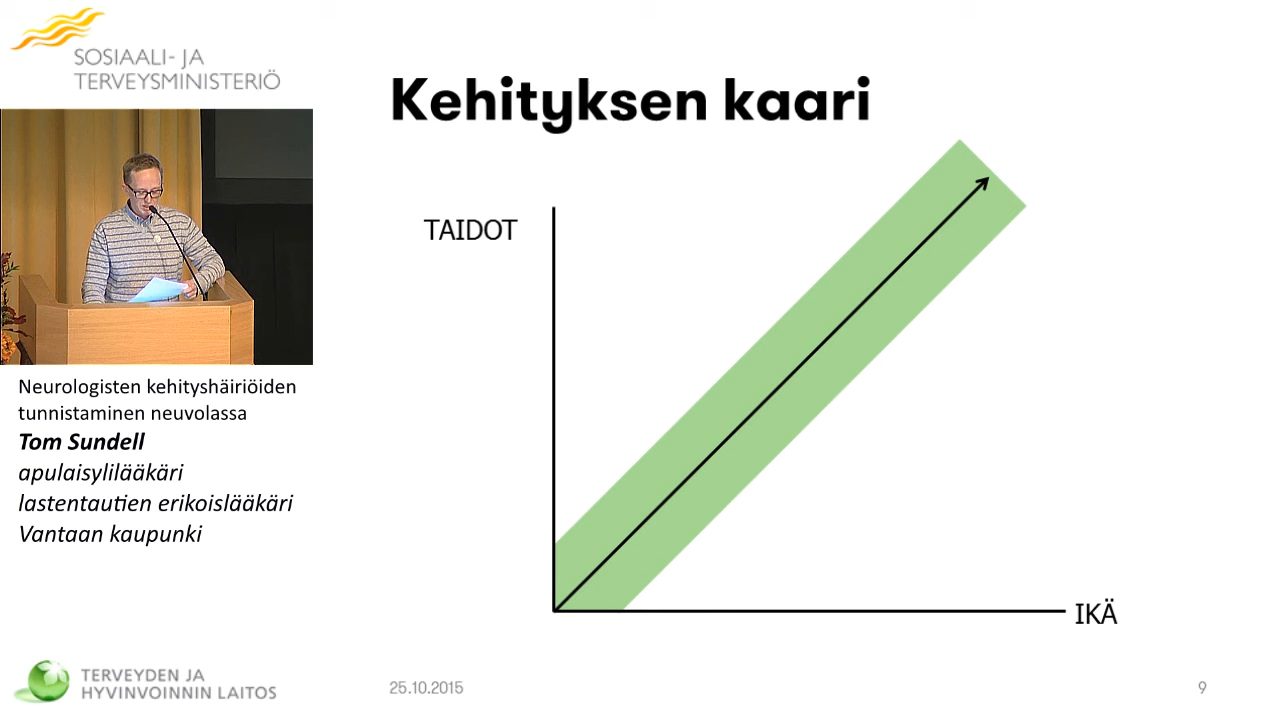 SOSIAALI- JA
TERVEYSMINISTERIÖ
Kehityksen kaari
TAIDOT
IKÄ
Neurologisten kehityshäiriöiden
tunnistaminen neuvolassa
Tom Sundell
apulaisylilääkäri
lastentautien erikoislääkäri
Vantaan kaupunki
TERVEYDEN JA
HYVINVOINNIN LAITOS
25.10.2015
9